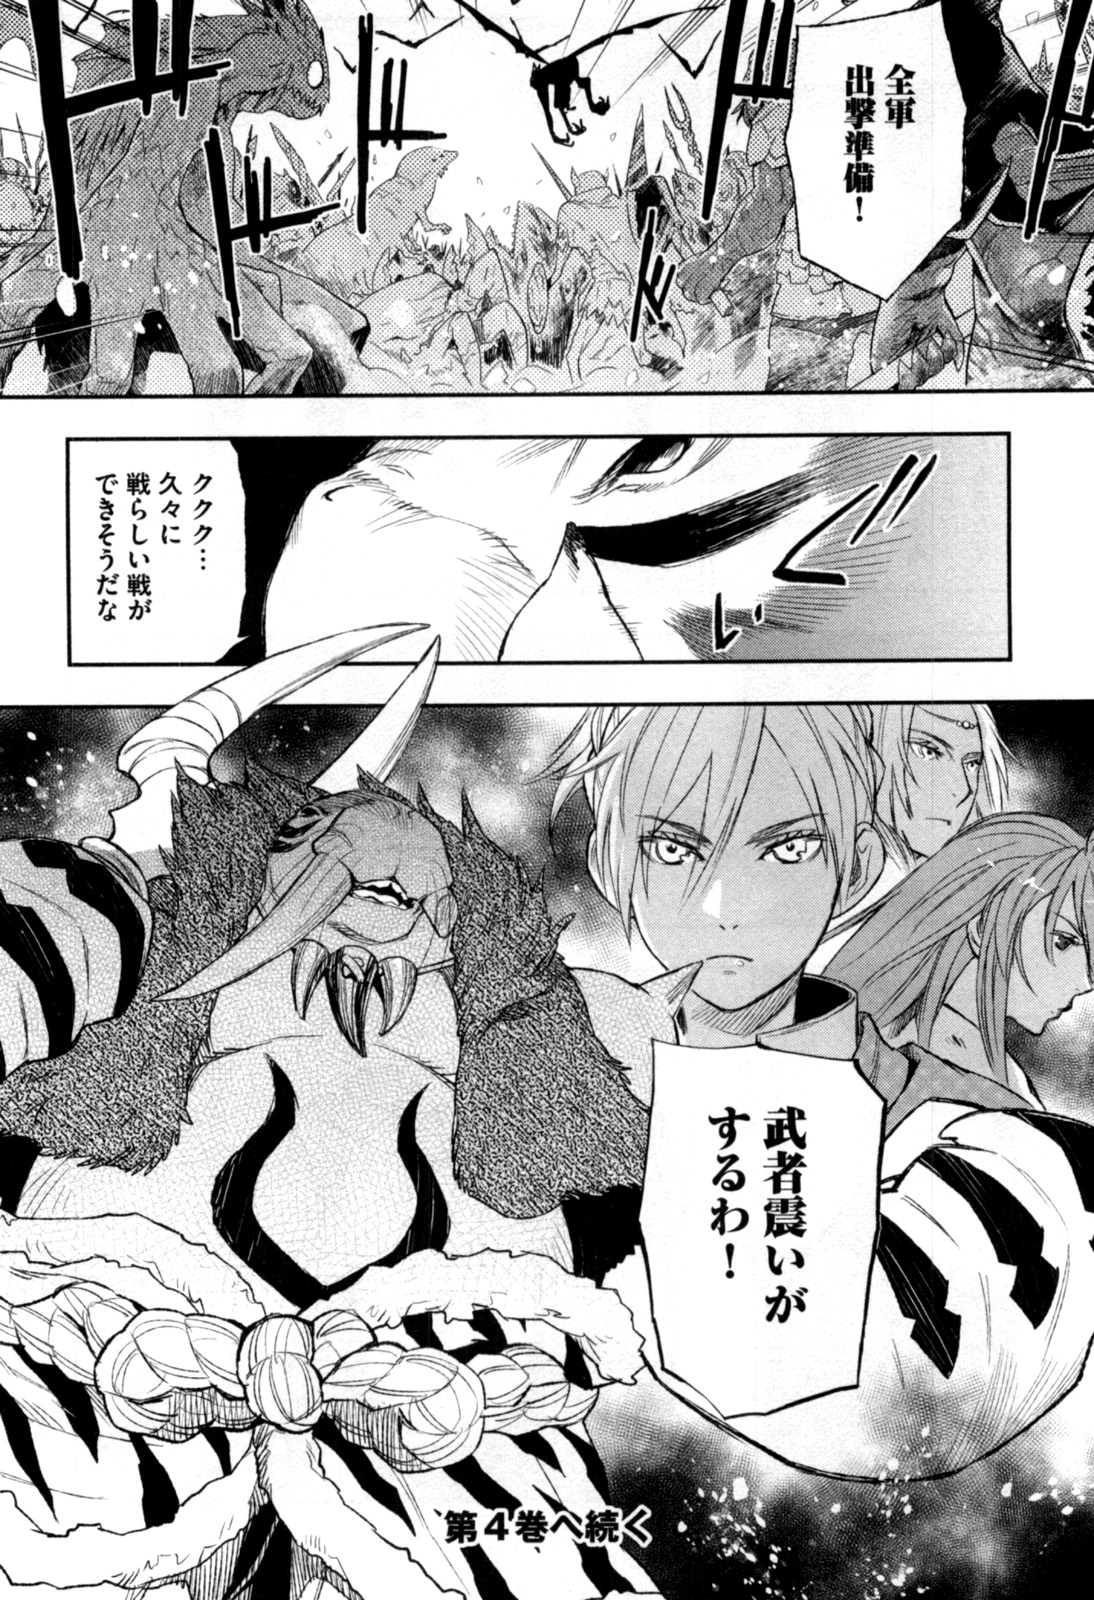 全軍
出撃準備！
ククク…
久々に
戦らしい戦が
できそうだな
ぐい
武者震いが
するわ！
第4巻へ続く